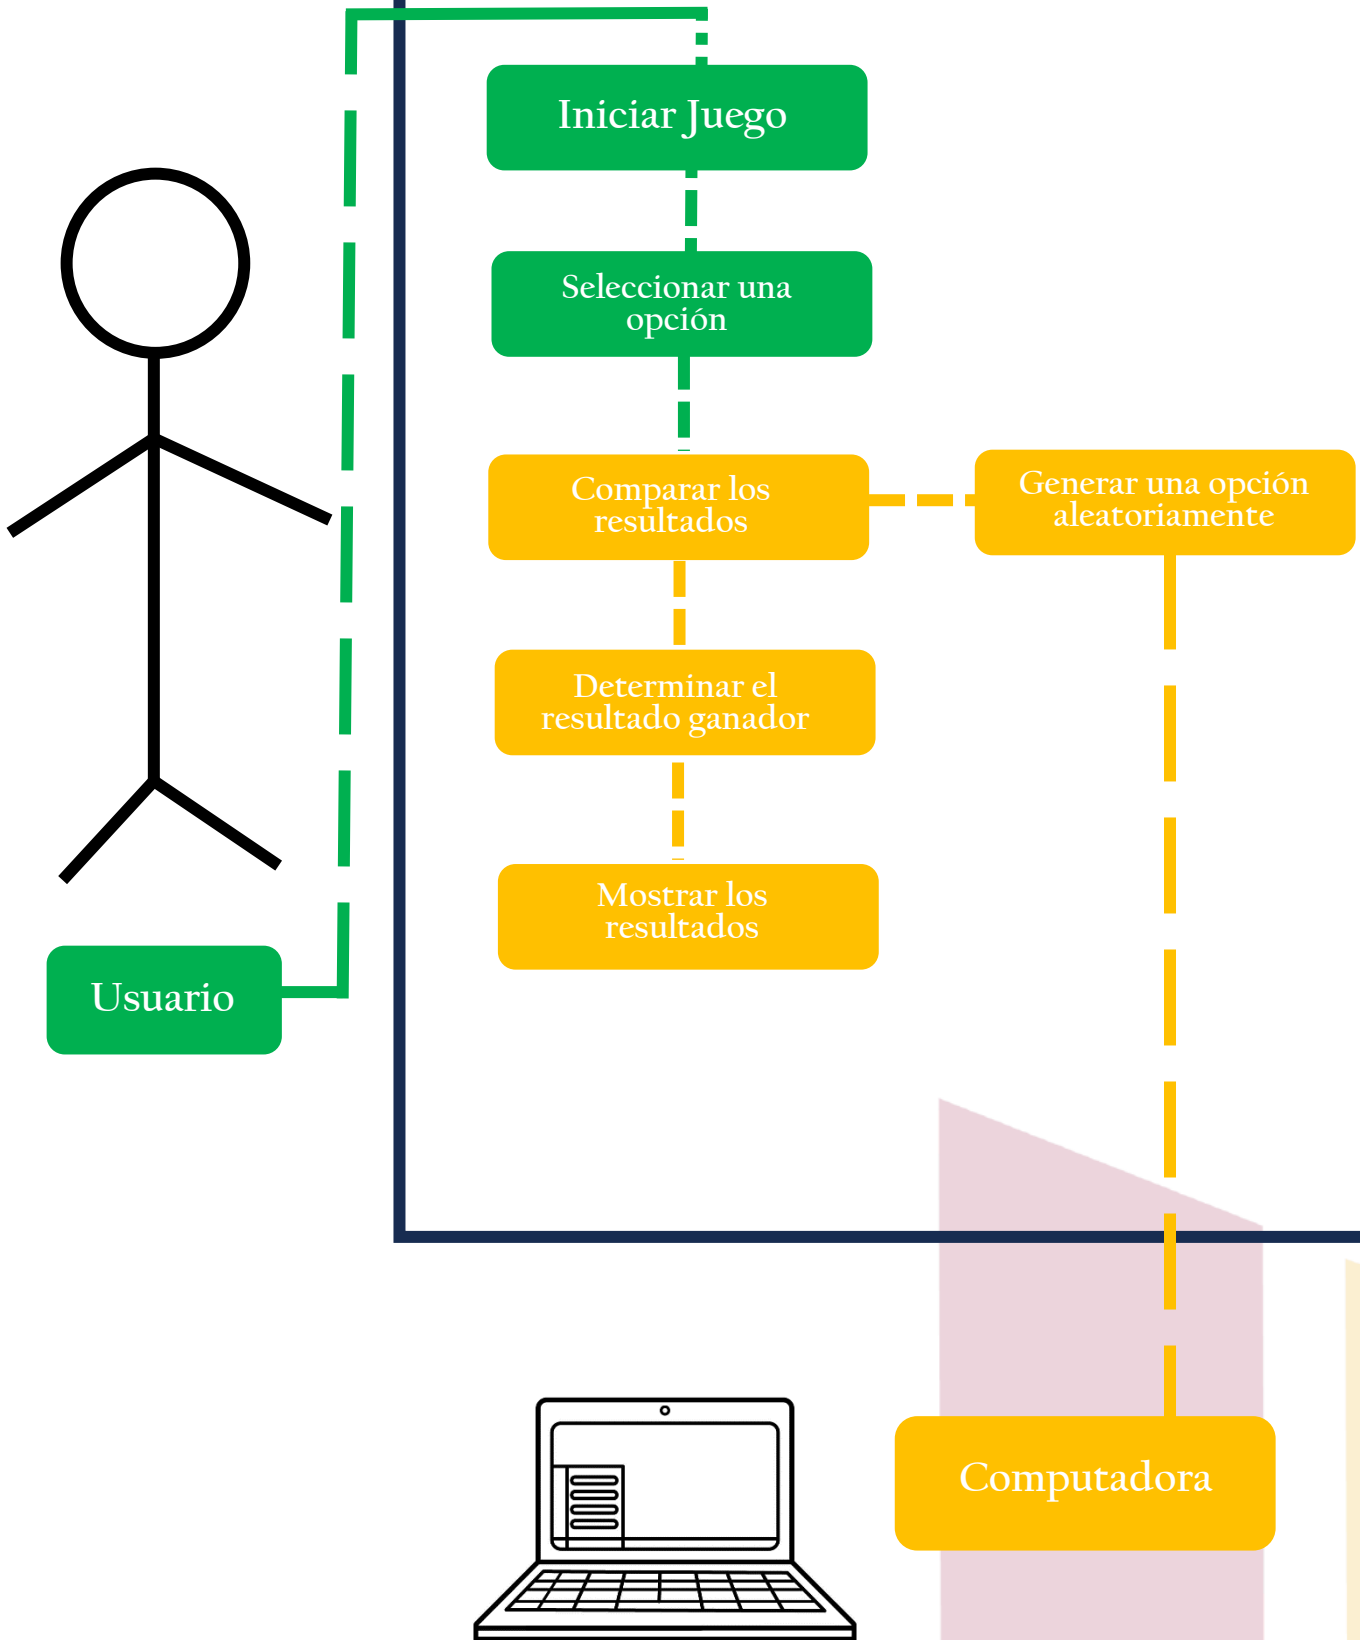 Iniciar Juego
Seleccionar una
opción
Comparar los
resultados
Generar una opción
aleatoriamente
Determinar el
resultado ganador
Mostrar los
resultados
Usuario
Computadora